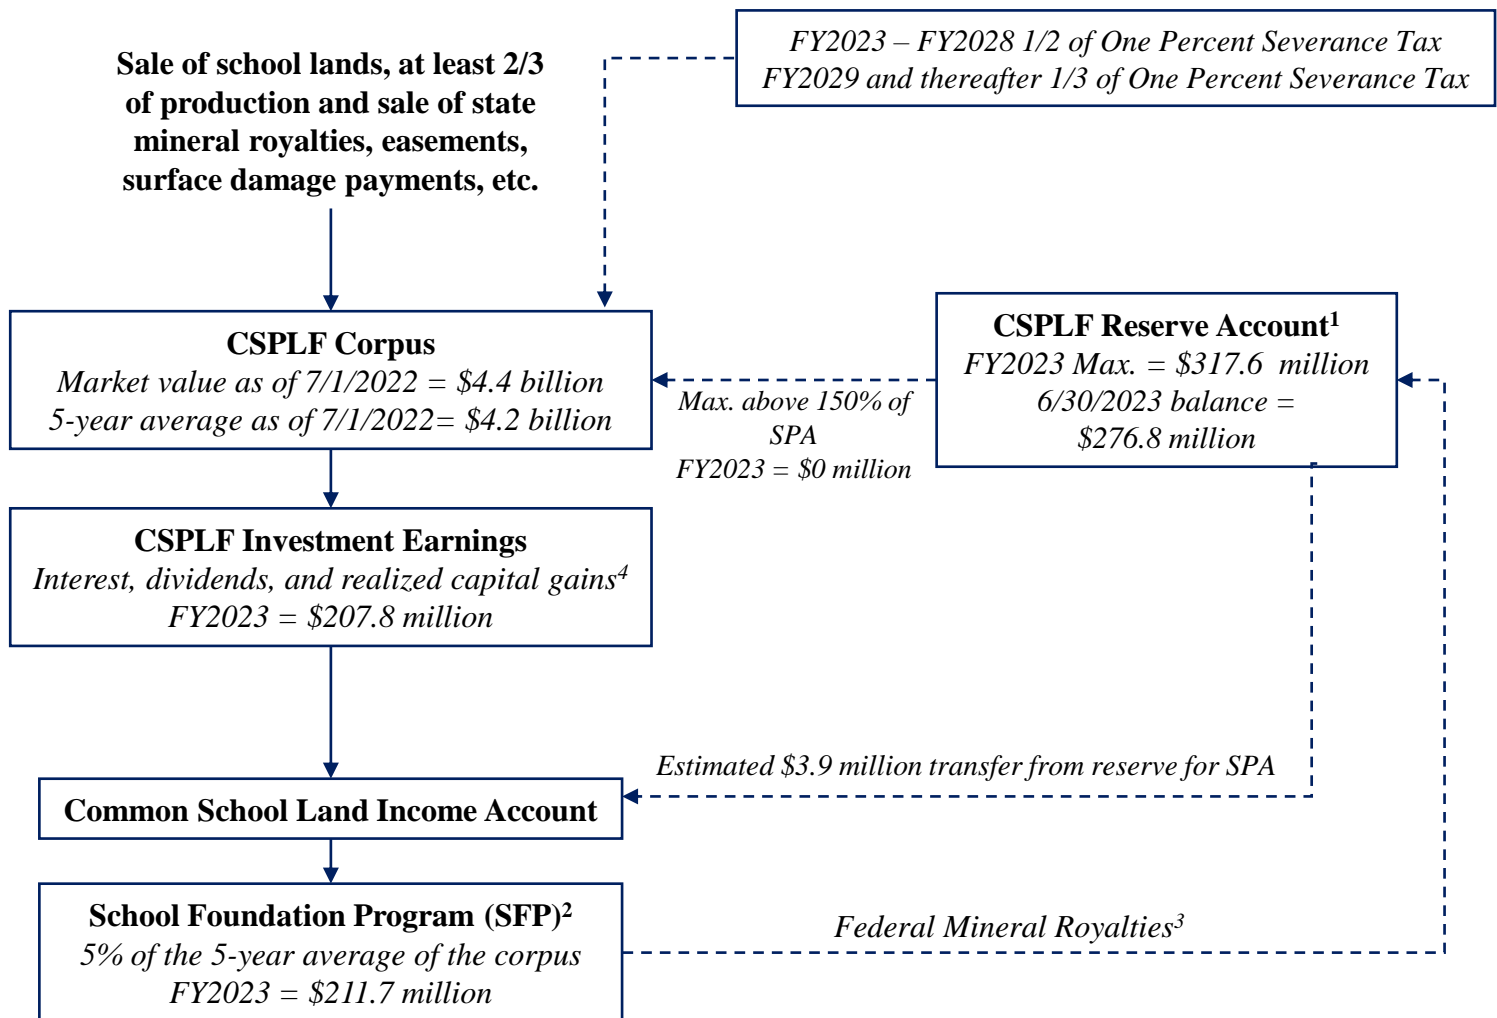 FY2023 – FY2028 1/2 of One Percent Severance Tax
FY2029 and thereafter 1/3 of One Percent Severance Tax
Sale of school lands, at least 2/3
of production and sale of state
mineral royalties, easements,
surface damage payments, etc.
CSPLF Corpus
Market value as of 7/1/2022 = $4.4 billion
5-year average as of 7/1/2022= $4.2 billion
Max. above 150% of
SPA
FY2023 = $0 million
CSPLF Reserve Account¹
FY2023 Max. = $317.6 million
6/30/2023 balance =
$276.8 million
CSPLF Investment Earnings
Interest, dividends, and realized capital gains⁴
FY2023 = $207.8 million
Estimated $3.9 million transfer from reserve for SPA
Common School Land Income Account
School Foundation Program (SFP)²
5% of the 5-year average of the corpus
FY2023 = $211.7 million
Federal Mineral Royalties³